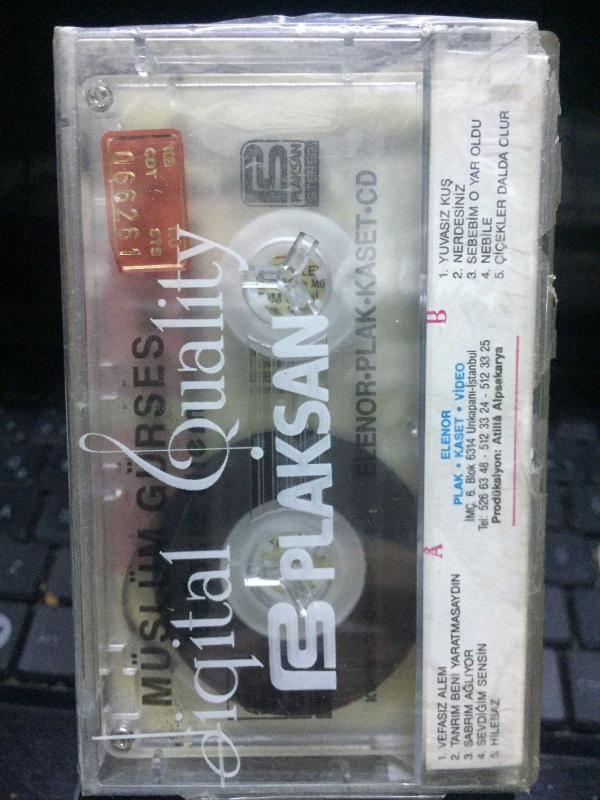 MÜSLÜM GÜRSES
Digital Quality
PLAKSAN
ELENOR•PLAK•KASET•CD
PLAKSAN
STEREO
066261
A
1. VEFASIZ ALEM
2. TANRIM BENİ YARATMASAYDIN
3. SABRIM AĞLIYOR
4. SEVDİĞİM SENSİN
5. HİLEBAZ
ELENOR
PLAK • KASET • VİDEO
İMÇ. 6. Blok 6314 Unkapanı-İstanbul
Tel: 526 63 48 - 512 33 24 - 512 33 25
Prodüksiyon: Atilla Alpsakarya
B
1. YUVASIZ KUŞ
2. NERDESİNİZ
3. SEBEBİM O YAR OLDU
4. NEBİLE
5. ÇİÇEKLER DALDA OLUR